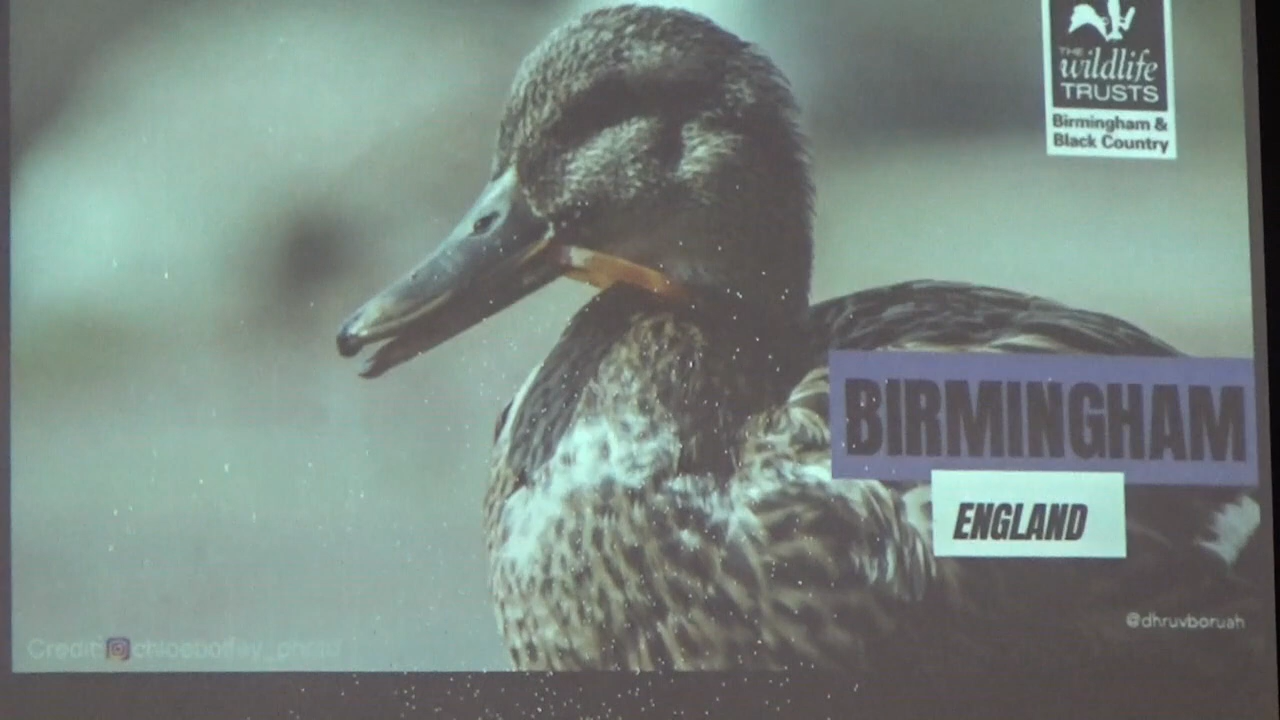 THE
wildlife
TRUSTS
Birmingham &
Black Country
BIRMINGHAM
ENGLAND
@dhruvboruah
Credit